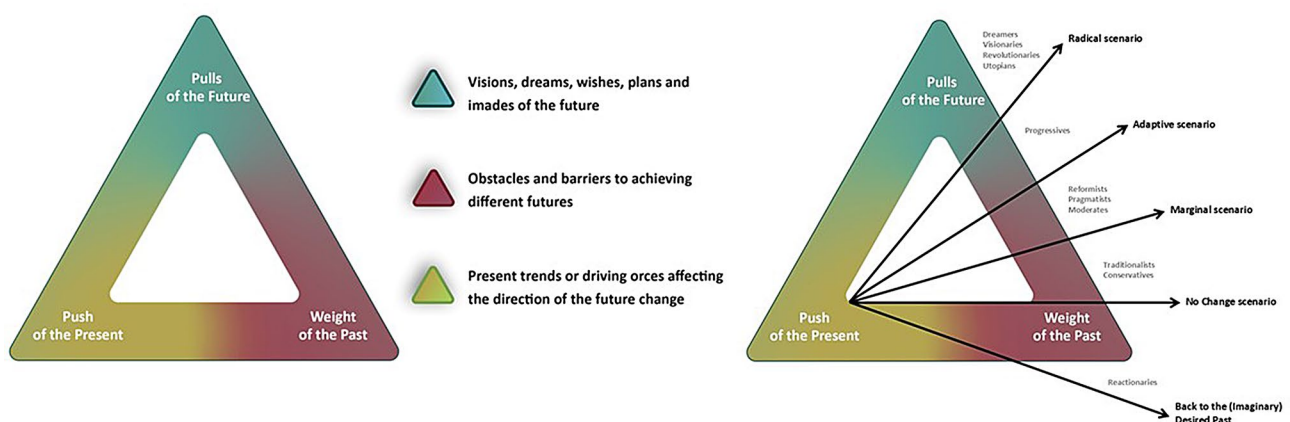 Pulls
of the Future
Push
of the Present
Weight
of the Past
Visions, dreams, wishes, plans and
imades of the future
Obstacles and barriers to achieving
different futures
Present trends or driving orces affecting
the direction of the future change
Pulls
of the Future
Push
of the Present
Weight
of the Past
Dreamers
Visionaries
Revolutionaries
Utopians
Radical scenario
Progressives
Adaptive scenario
Reformists
Pragmatists
Moderates
Marginal scenario
Traditionalists
Conservatives
No Change scenario
Reactionaries
Back to the (Imaginary)
Desired Past